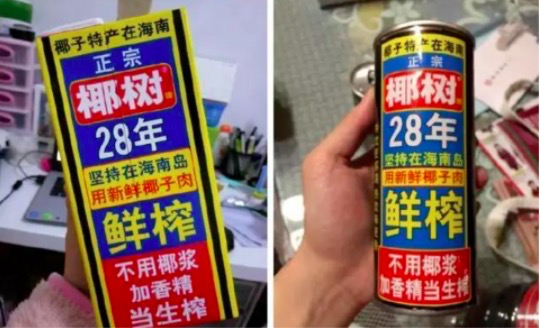 椰子特产在海南
正宗
椰树
28年
坚持在海南岛
用新鲜椰子肉
鲜榨
不用椰浆
加香精
当生榨
椰子特产在海南
正宗
椰树
28年
坚持在海南岛
用新鲜椰子肉
鲜榨
不用椰浆
加香精
当生榨